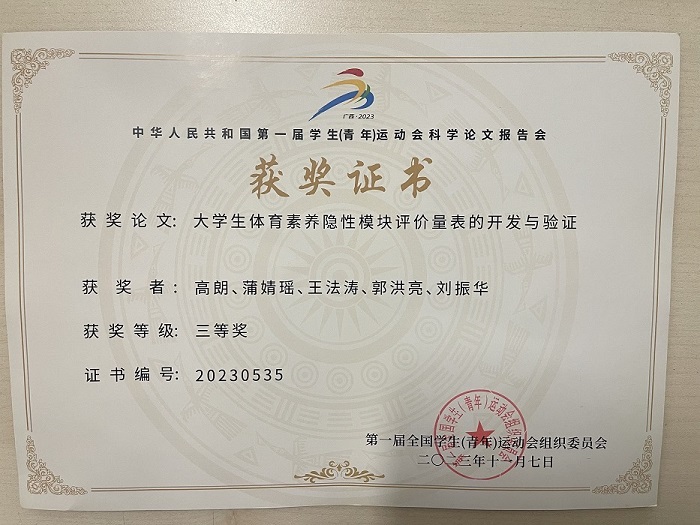 广西·2023
中华人民共和国第一届学生(青年)运动会科学论文报告会
获奖证书
获奖论文: 大学生体育素养隐性模块评价量表的开发与验证
获奖者: 高朗、蒲婧瑶、王法涛、郭洪亮、刘振华
获奖等级: 三等奖
证书编号: 20230535
第一届全国学生(青年)运动会组织委员会
二〇二三年十一月七日